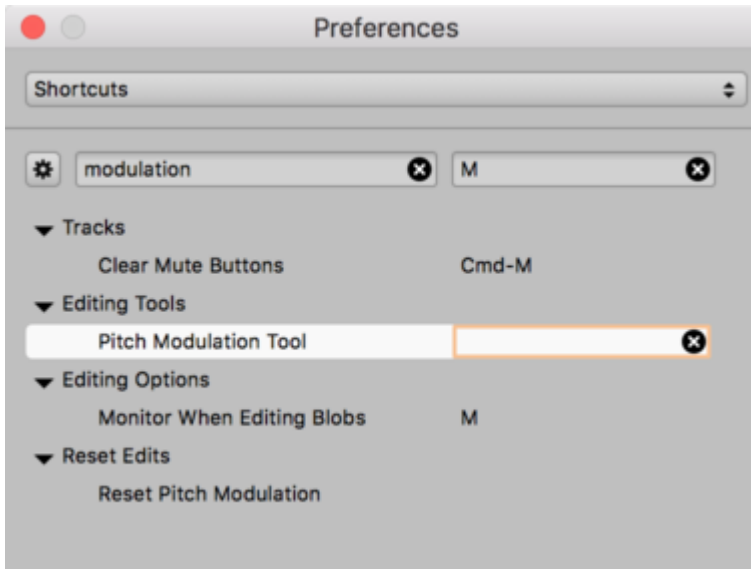 Preferences
Shortcuts
modulation M
Tracks
Clear Mute Buttons Cmd-M
Editing Tools
Pitch Modulation Tool
Editing Options
Monitor When Editing Blobs M
Reset Edits
Reset Pitch Modulation